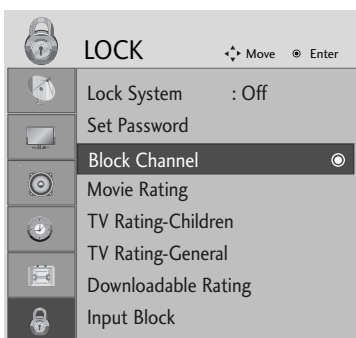 LOCK Move Enter
Lock System : Off
Set Password
Block Channel
Movie Rating
TV Rating-Children
TV Rating-General
Downloadable Rating
Input Block